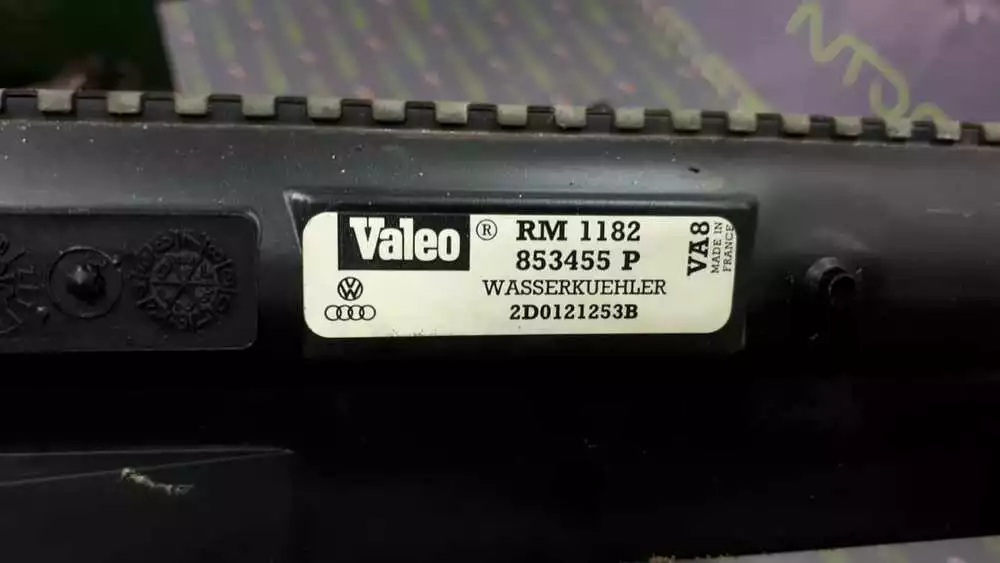 Valeo ® RM 1182
853455 P
WASSERKUEHLER
2D0121253B
VA8
MADE IN
FRANCE